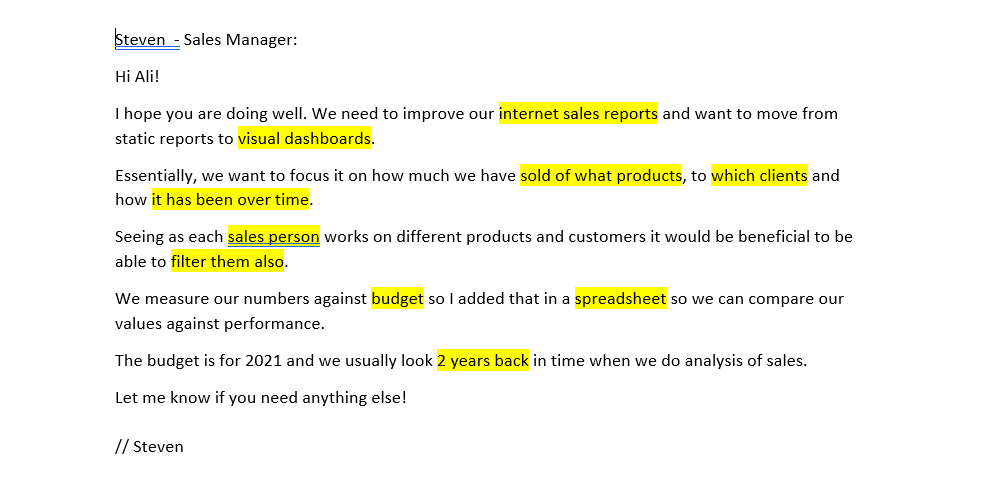 Steven  - Sales Manager:
Hi Ali!
I hope you are doing well. We need to improve our internet sales reports and want to move from
static reports to visual dashboards.
Essentially, we want to focus it on how much we have sold of what products, to which clients and
how it has been over time.
Seeing as each sales person works on different products and customers it would be beneficial to be
able to filter them also.
We measure our numbers against budget so I added that in a spreadsheet so we can compare our
values against performance.
The budget is for 2021 and we usually look 2 years back in time when we do analysis of sales.
Let me know if you need anything else!
// Steven